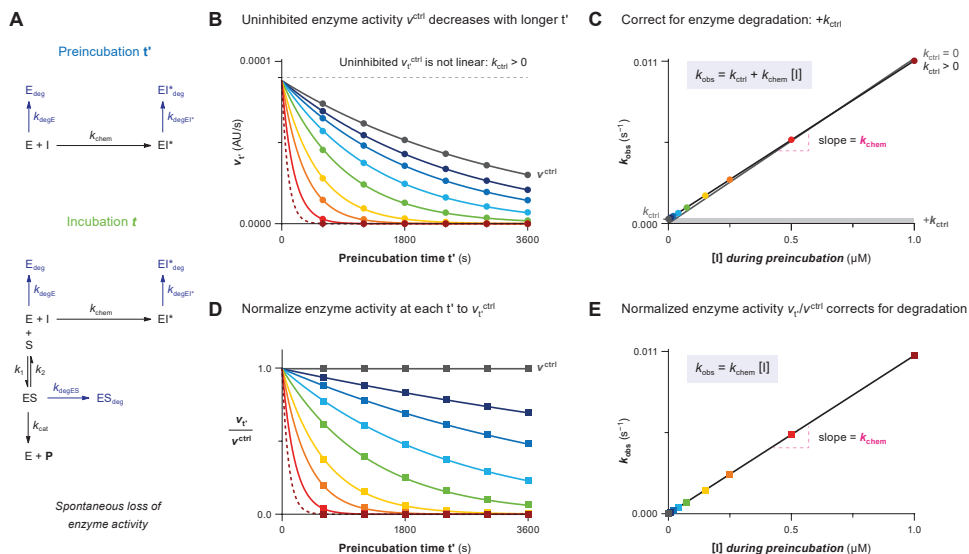 A
Preincubation t'
E_deg
EI*_deg
k_degE
k_degEI*
k_chem
E + I
EI*
Incubation t
E_deg
EI*_deg
k_degE
k_degEI*
k_chem
E + I
EI*
+
S
k_1
k_2
k_degES
ES
ES_deg
k_cat
E + P
Spontaneous loss of
enzyme activity
B Uninhibited enzyme activity v^ctrl decreases with longer t'
0.0001
Uninhibited v_t'^ctrl is not linear: k_ctrl > 0
v_t' (AU/s)
v^ctrl
0.0000
0
1800
3600
Preincubation time t' (s)
C Correct for enzyme degradation: +k_ctrl
0.011
k_ctrl = 0
k_ctrl > 0
k_obs = k_ctrl + k_chem [I]
k_obs (s⁻¹)
slope = k_chem
k_ctrl
+k_ctrl
0.000
0
0.5
1.0
[I] during preincubation (µM)
D Normalize enzyme activity at each t' to v_t'^ctrl
1.0
v^ctrl
v_t'
v^ctrl
0.0
0
1800
3600
Preincubation time t' (s)
E Normalized enzyme activity v_t'/v^ctrl corrects for degradation
0.011
k_obs = k_chem [I]
k_obs (s⁻¹)
slope = k_chem
0.000
0
0.5
1.0
[I] during preincubation (µM)